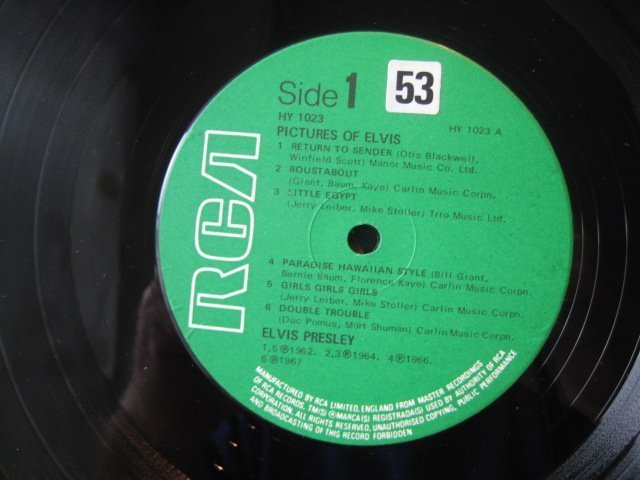 Side 1 53
HY 1023
HY 1023 A
PICTURES OF ELVIS
1 RETURN TO SENDER (Otis Blackwell,
Winfield Scott) Manor Music Co. Ltd.
2 ROUSTABOUT
(Giant, Baum, Kaye) Carlin Music Corpn.
3 LITTLE EGYPT
(Jerry Leiber, Mike Stoller) Trio Music Ltd.
RCA
4 PARADISE HAWAIIAN STYLE (Bill Giant,
Bernie Baum, Florence Kaye) Carlin Music Corpn.
5 GIRLS GIRLS GIRLS
(Jerry Leiber, Mike Stoller) Carlin Music Corpn.
6 DOUBLE TROUBLE
(Doc Pomus, Mort Shuman) Carlin Music Corpn.
ELVIS PRESLEY
1,5 ℗1962. 2,3 ℗1964. 4 ℗1966.
6 ℗1967
MANUFACTURED BY RCA LIMITED, ENGLAND FROM MASTER RECORDINGS
OF RCA RECORDS. TM(S) ® MARCA(S) REGISTRADA(S) USED BY AUTHORITY OF RCA
CORPORATION. ALL RIGHTS RESERVED. UNAUTHORISED COPYING, PUBLIC PERFORMANCE
AND BROADCASTING OF THIS RECORD FORBIDDEN